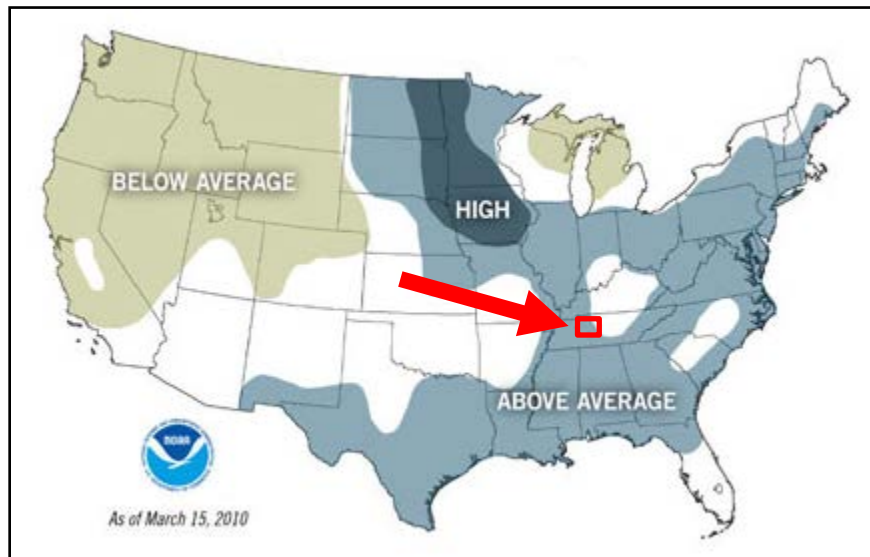 BELOW AVERAGE
HIGH
ABOVE AVERAGE
NOAA
As of March 15, 2010